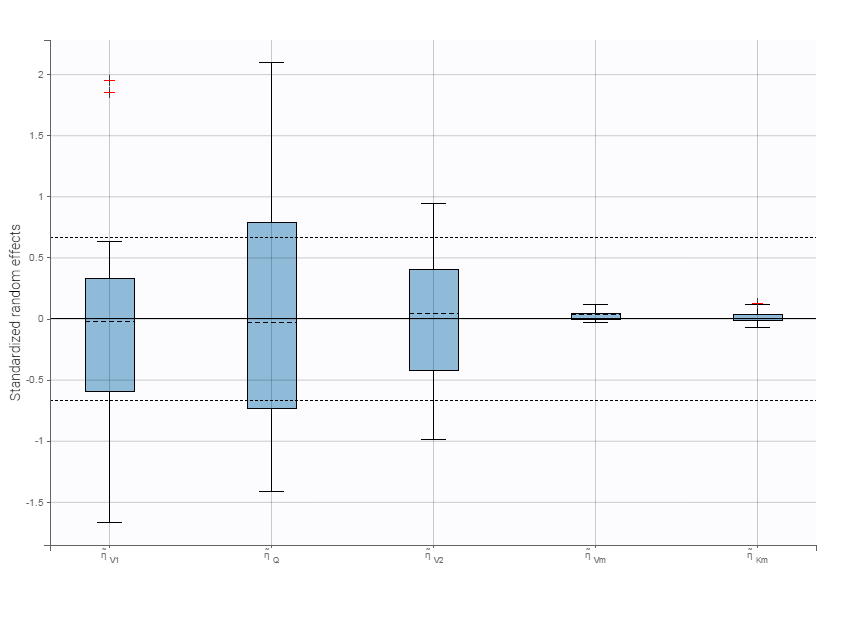 Standardized random effects
2
1.5
1
0.5
0
-0.5
-1
-1.5
η̃ V1
η̃ Q
η̃ V2
η̃ Vm
η̃ Km